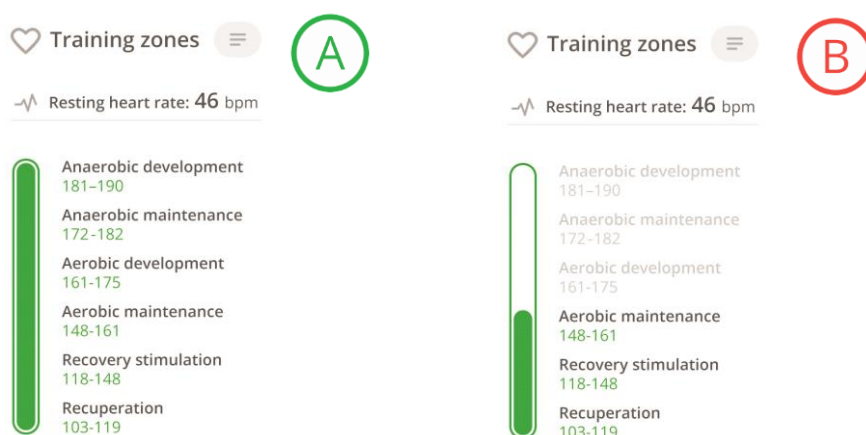 Training zones
A
Resting heart rate: 46 bpm
Anaerobic development
181–190
Anaerobic maintenance
172-182
Aerobic development
161-175
Aerobic maintenance
148-161
Recovery stimulation
118-148
Recuperation
103-119
Training zones
B
Resting heart rate: 46 bpm
Anaerobic development
181–190
Anaerobic maintenance
172-182
Aerobic development
161-175
Aerobic maintenance
148-161
Recovery stimulation
118-148
Recuperation
103-119